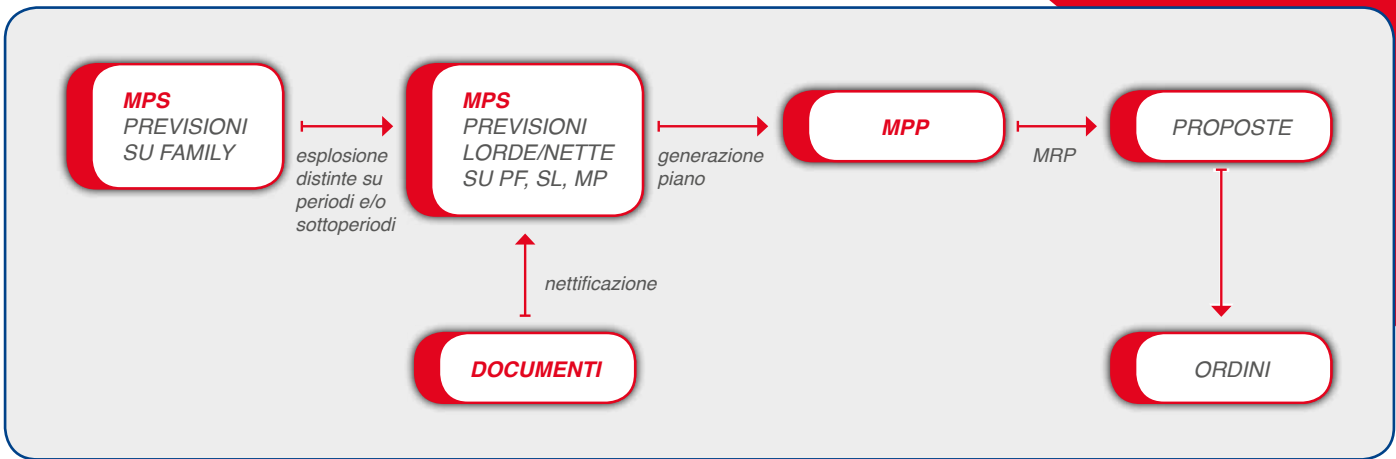 MPS
PREVISIONI
SU FAMILY
esplosione
distinte su
periodi e/o
sottoperiodi
MPS
PREVISIONI
LORDE/NETTE
SU PF, SL, MP
generazione
piano
MPP
MRP
PROPOSTE
nettificazione
DOCUMENTI
ORDINI